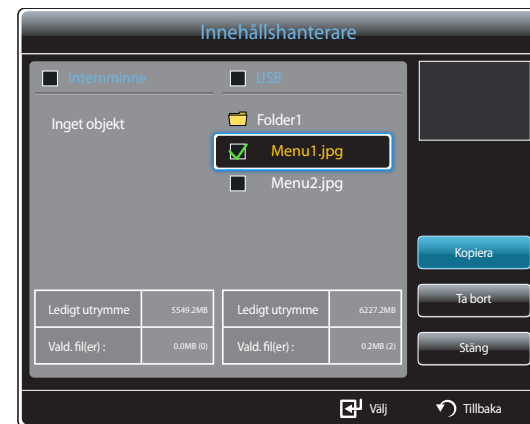 Innehållshanterare
Internminne
USB
Inget objekt
Folder1
Menu1.jpg
Menu2.jpg
Kopiera
Ta bort
Stäng
Ledigt utrymme 5549.2MB
Vald. fil(er) : 0.0MB (0)
Ledigt utrymme 6227.2MB
Vald. fil(er) : 0.2MB (2)
Välj
Tillbaka